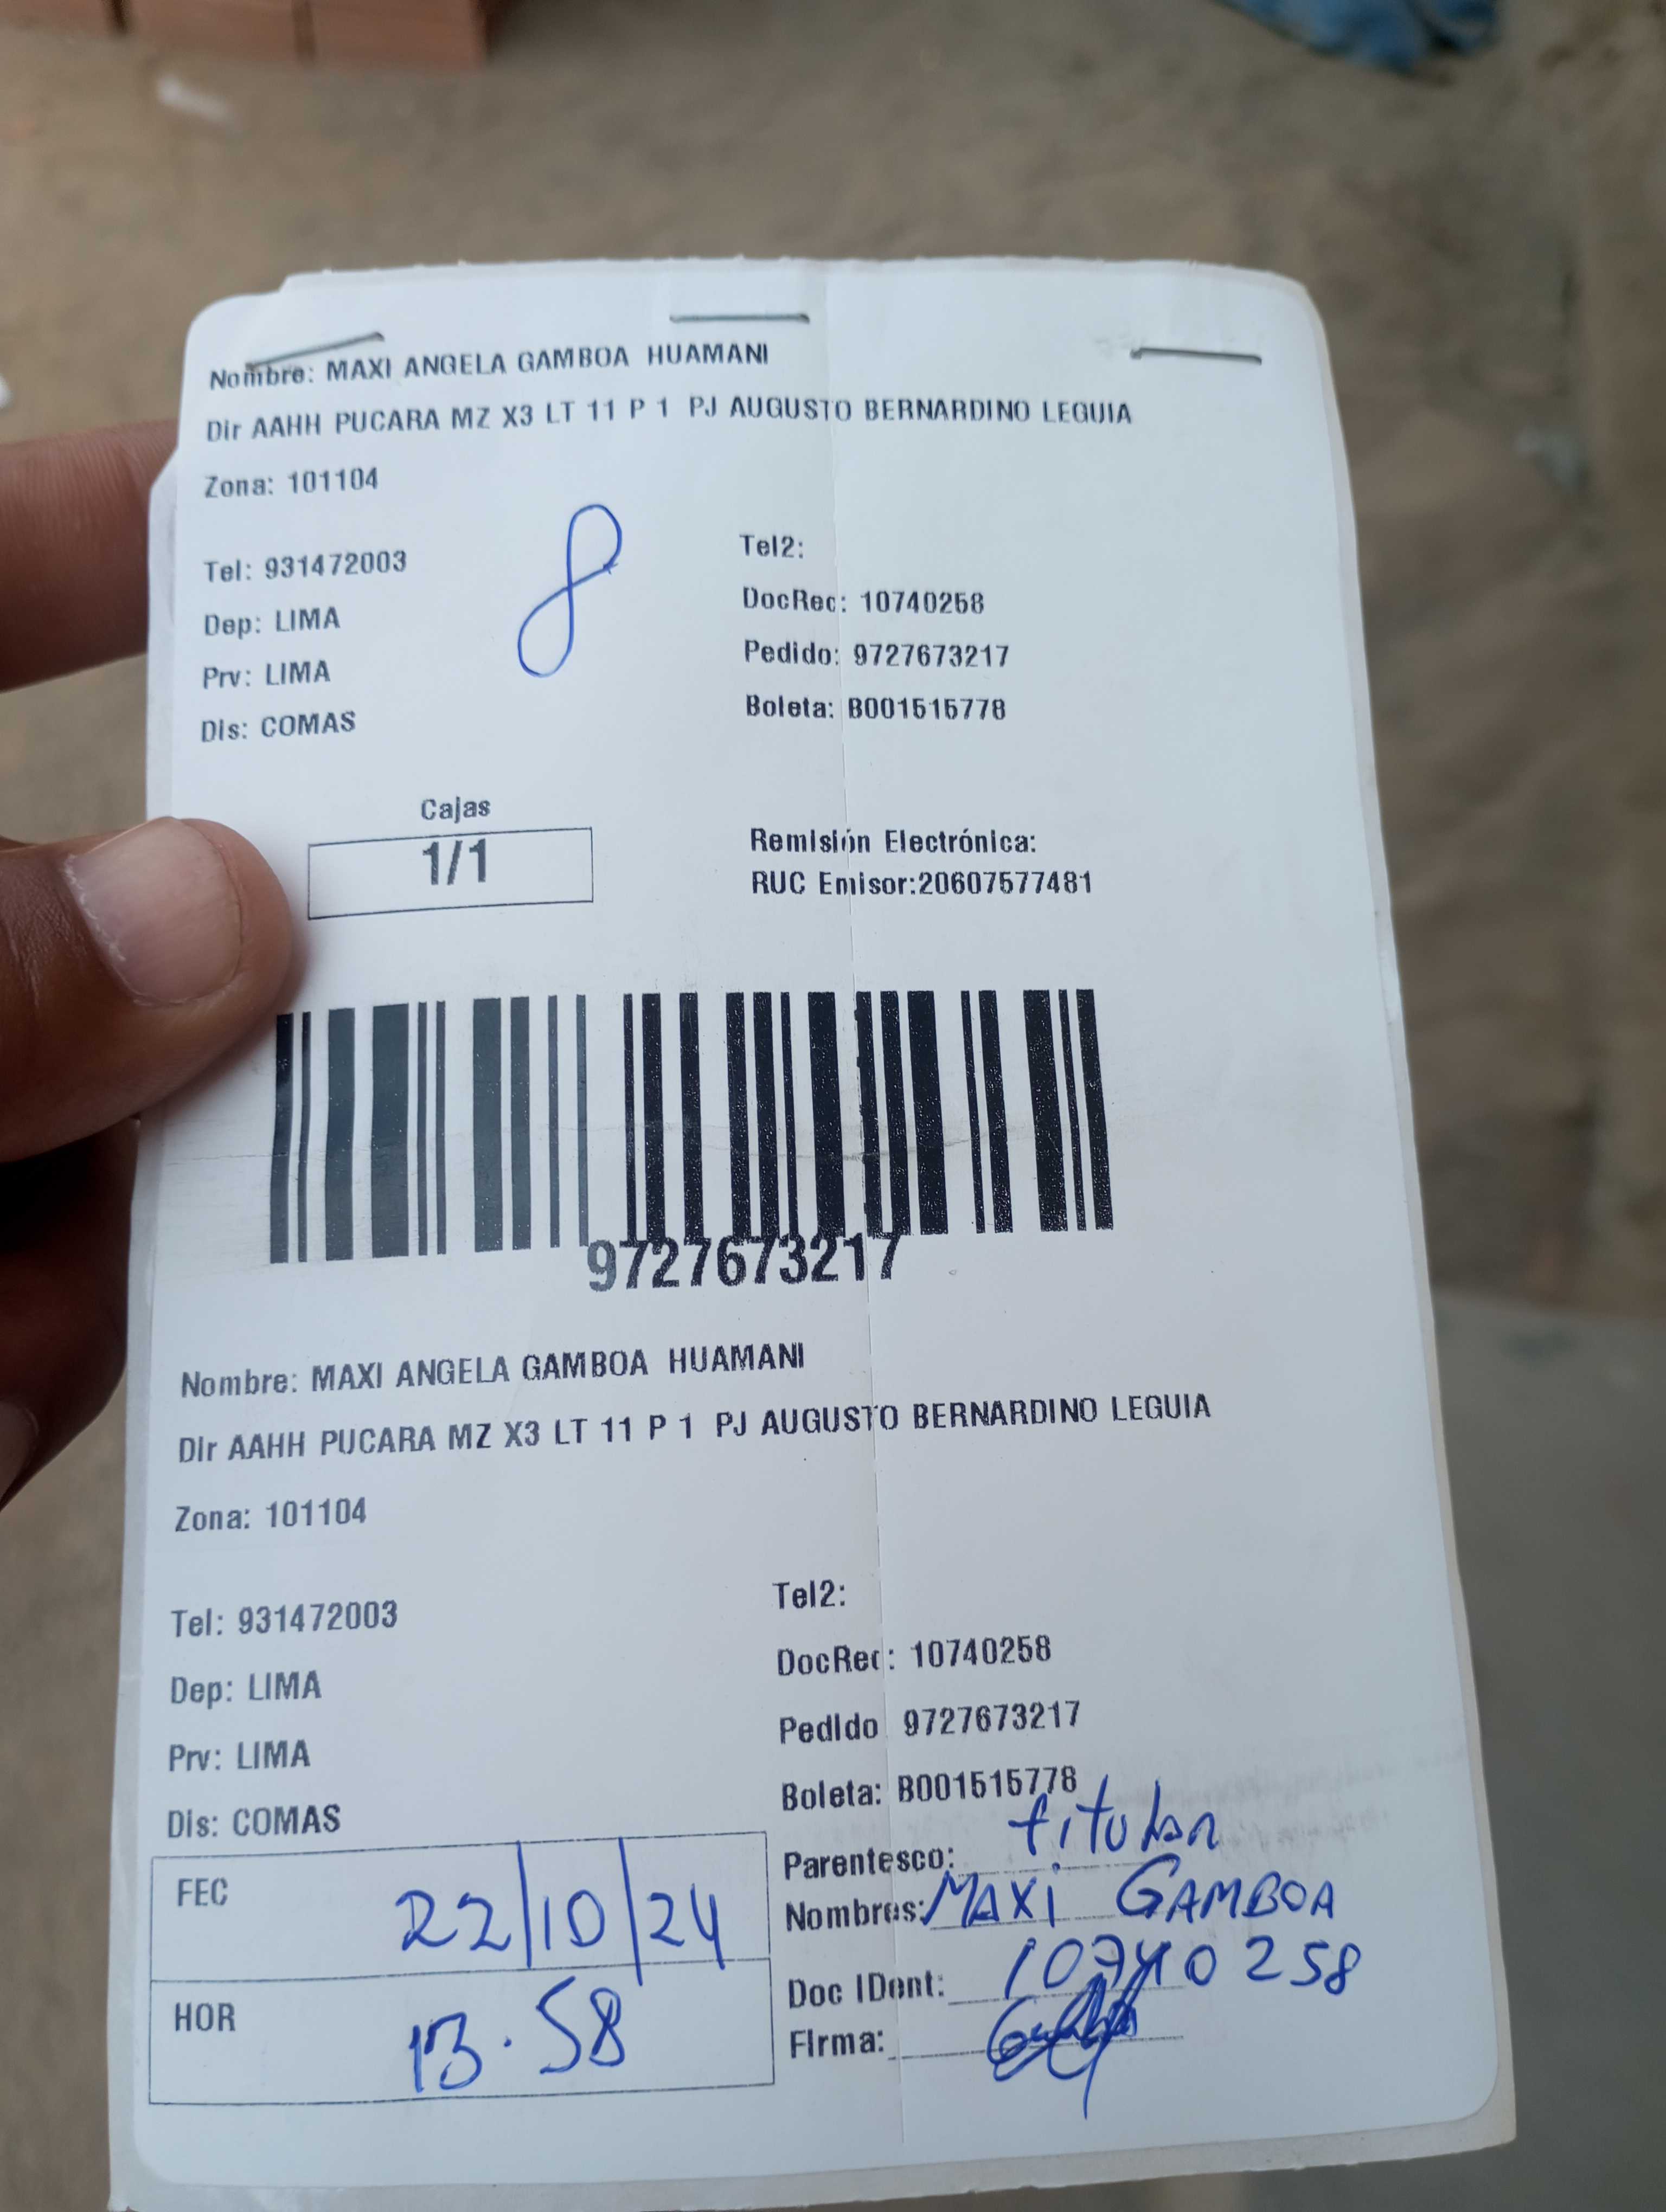 Nombre: MAXI ANGELA GAMBOA HUAMANI
Dir AAHH PUCARA MZ X3 LT 11 P 1 PJ AUGUSTO BERNARDINO LEGUIA
Zona: 101104
8
Tel: 931472003
Dep: LIMA
Prv: LIMA
Dis: COMAS
Tel2:
DocRec: 10740258
Pedido: 9727673217
Boleta: B001515778
Cajas
1/1
Remisión Electrónica:
RUC Emisor:20607577481
9727673217
Nombre: MAXI ANGELA GAMBOA HUAMANI
Dir AAHH PUCARA MZ X3 LT 11 P 1 PJ AUGUSTO BERNARDINO LEGUIA
Zona: 101104
Tel: 931472003
Dep: LIMA
Prv: LIMA
Dis: COMAS
Tel2:
DocRec: 10740258
Pedido 9727673217
Boleta: B001515778
Parentesco: titular
Nombres: MAXI GAMBOA
Doc IDent: 10740258
Firma:
FEC 22/10/24
HOR 13.58